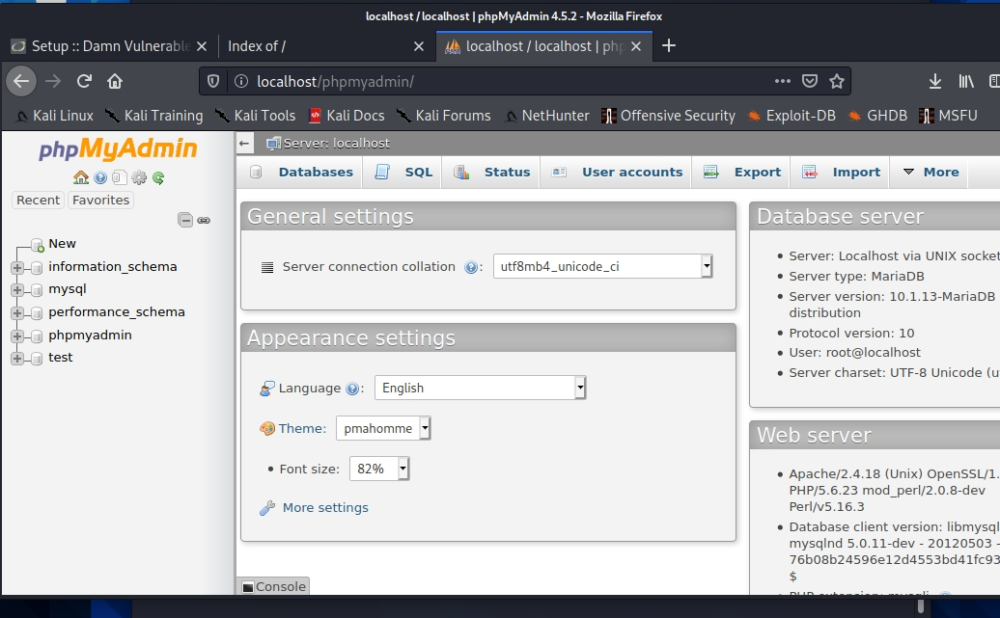 localhost / localhost | phpMyAdmin 4.5.2 - Mozilla Firefox
Setup :: Damn Vulnerable
Index of /
localhost / localhost | php
localhost/phpmyadmin/
Kali Linux
Kali Training
Kali Tools
Kali Docs
Kali Forums
NetHunter
Offensive Security
Exploit-DB
GHDB
MSFU
phpMyAdmin
Recent
Favorites
New
information_schema
mysql
performance_schema
phpmyadmin
test
Server: localhost
Databases
SQL
Status
User accounts
Export
Import
More
General settings
Server connection collation :
utf8mb4_unicode_ci
Appearance settings
Language :
English
Theme:
pmahomme
Font size:
82%
More settings
Console
Database server
Server: Localhost via UNIX socket
Server type: MariaDB
Server version: 10.1.13-MariaDB
distribution
Protocol version: 10
User: root@localhost
Server charset: UTF-8 Unicode (u
Web server
Apache/2.4.18 (Unix) OpenSSL/1.
PHP/5.6.23 mod_perl/2.0.8-dev
Perl/v5.16.3
Database client version: libmysql
mysqlnd 5.0.11-dev - 20120503 -
76b08b24596e12d4553bd41fc93
$
PHP extension: mysqli